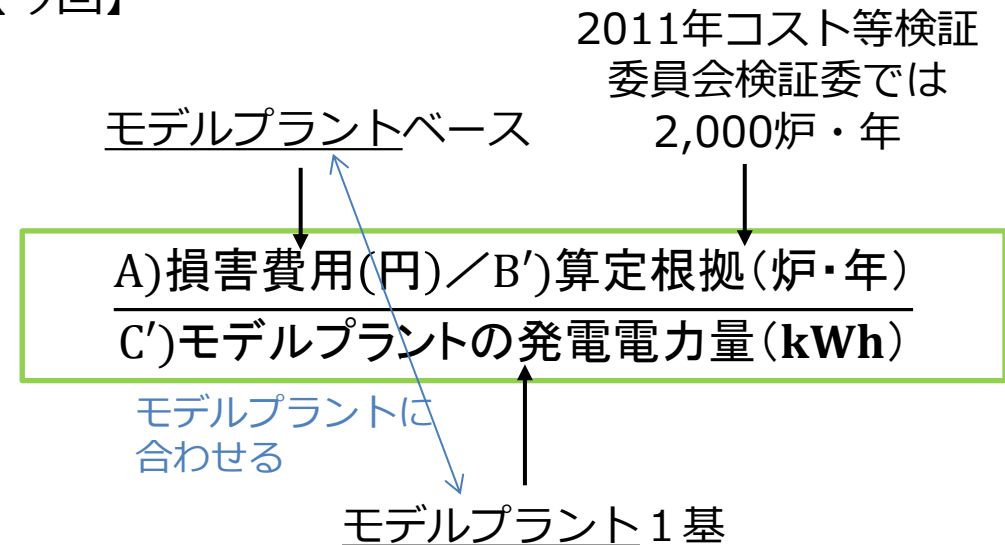 今回】
2011年コスト等検証
委員会検証委では
2,000炉・年
モデルプラントベース
A)損害費用(円)／B′)算定根拠(炉・年)
C′)モデルプラントの発電電力量(kWh)
モデルプラントに
合わせる
モデルプラント１基